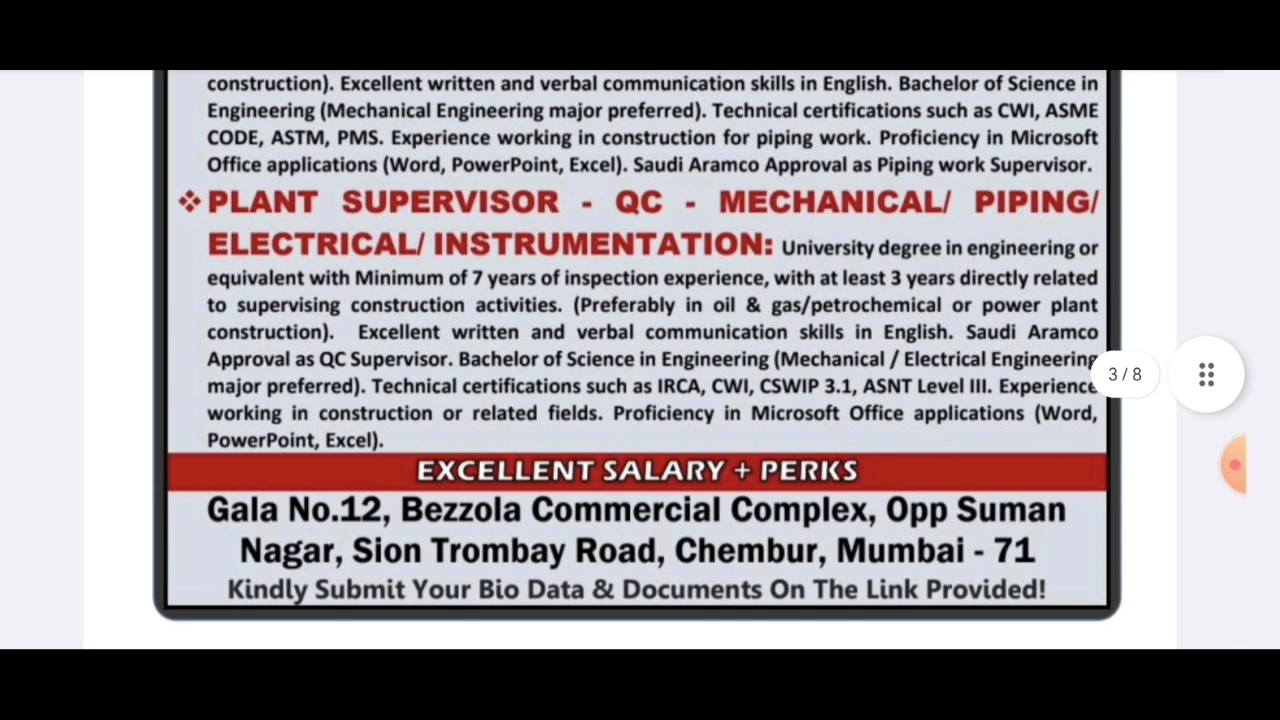 construction). Excellent written and verbal communication skills in English. Bachelor of Science in
Engineering (Mechanical Engineering major preferred). Technical certifications such as CWI, ASME
CODE, ASTM, PMS. Experience working in construction for piping work. Proficiency in Microsoft
Office applications (Word, PowerPoint, Excel). Saudi Aramco Approval as Piping work Supervisor.
❖ PLANT SUPERVISOR - QC - MECHANICAL/ PIPING/
ELECTRICAL/ INSTRUMENTATION: University degree in engineering or
equivalent with Minimum of 7 years of inspection experience, with at least 3 years directly related
to supervising construction activities. (Preferably in oil & gas/petrochemical or power plant
construction). Excellent written and verbal communication skills in English. Saudi Aramco
Approval as QC Supervisor. Bachelor of Science in Engineering (Mechanical / Electrical Engineering
major preferred). Technical certifications such as IRCA, CWI, CSWIP 3.1, ASNT Level III. Experience
working in construction or related fields. Proficiency in Microsoft Office applications (Word,
PowerPoint, Excel).
3 / 8
EXCELLENT SALARY + PERKS
Gala No.12, Bezzola Commercial Complex, Opp Suman
Nagar, Sion Trombay Road, Chembur, Mumbai - 71
Kindly Submit Your Bio Data & Documents On The Link Provided!